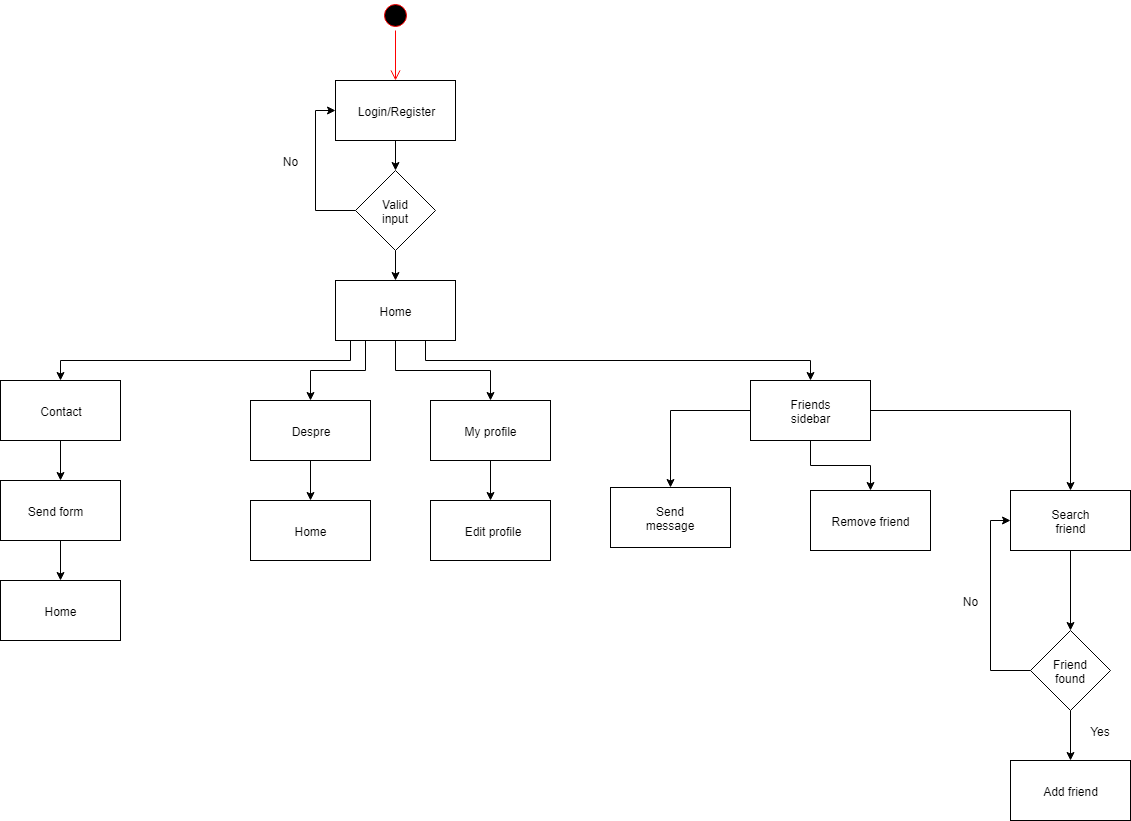 Login/Register
No
Valid
input
Home
Contact
Despre
My profile
Friends
sidebar
Send form
Home
Edit profile
Send
message
Remove friend
Search
friend
Home
No
Friend
found
Yes
Add friend